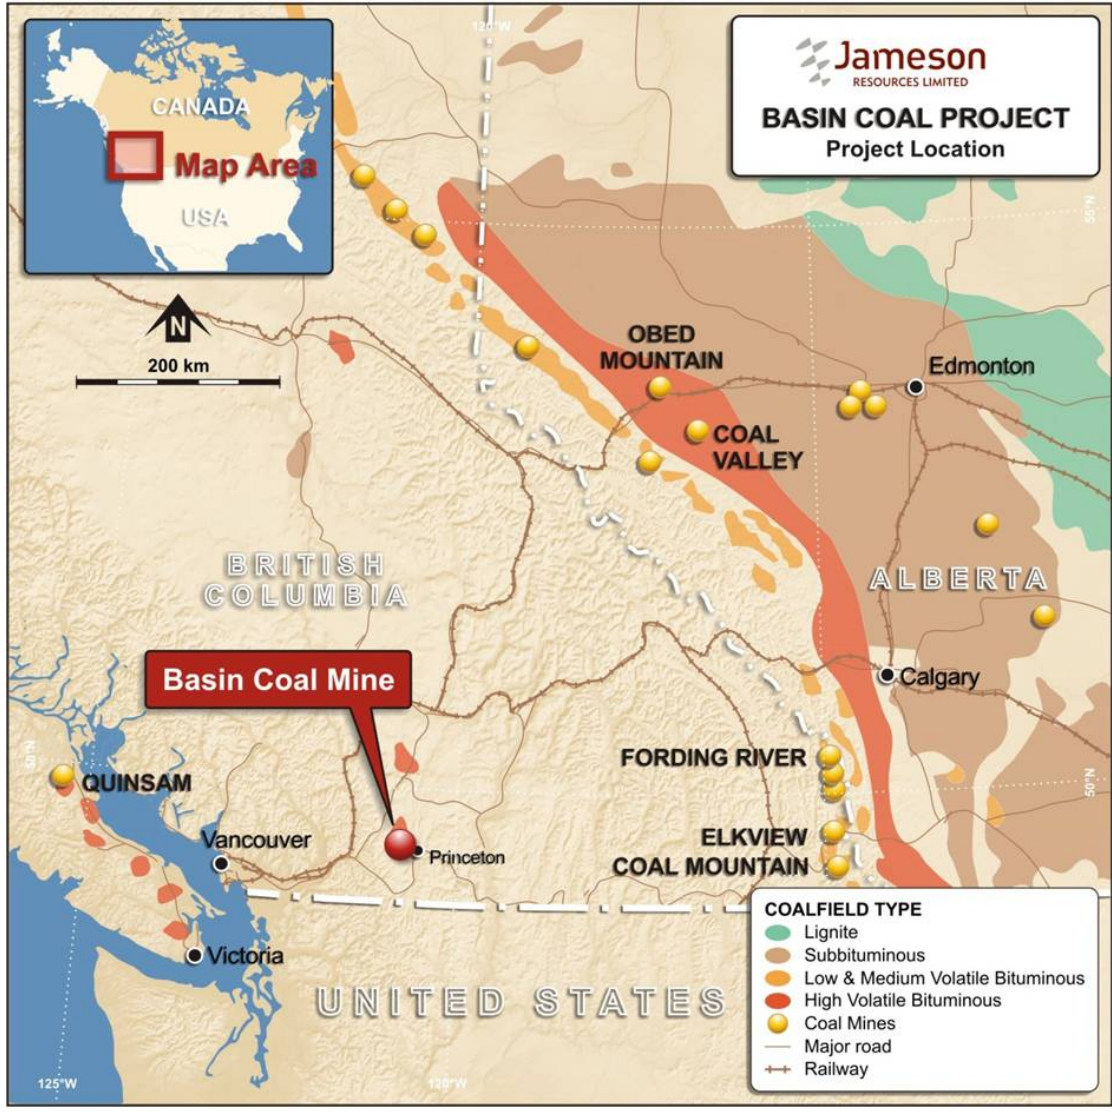 120°W
CANADA
Map Area
USA
Jameson
RESOURCES LIMITED
BASIN COAL PROJECT
Project Location
55°N
N
200 km
OBED
MOUNTAIN
Edmonton
COAL
VALLEY
BRITISH
COLUMBIA
ALBERTA
Basin Coal Mine
Calgary
50°N
QUINSAM
FORDING RIVER
50°N
Vancouver
Princeton
ELKVIEW
COAL MOUNTAIN
Victoria
UNITED STATES
COALFIELD TYPE
Lignite
Subbituminous
Low & Medium Volatile Bituminous
High Volatile Bituminous
Coal Mines
Major road
Railway
125°W
120°W